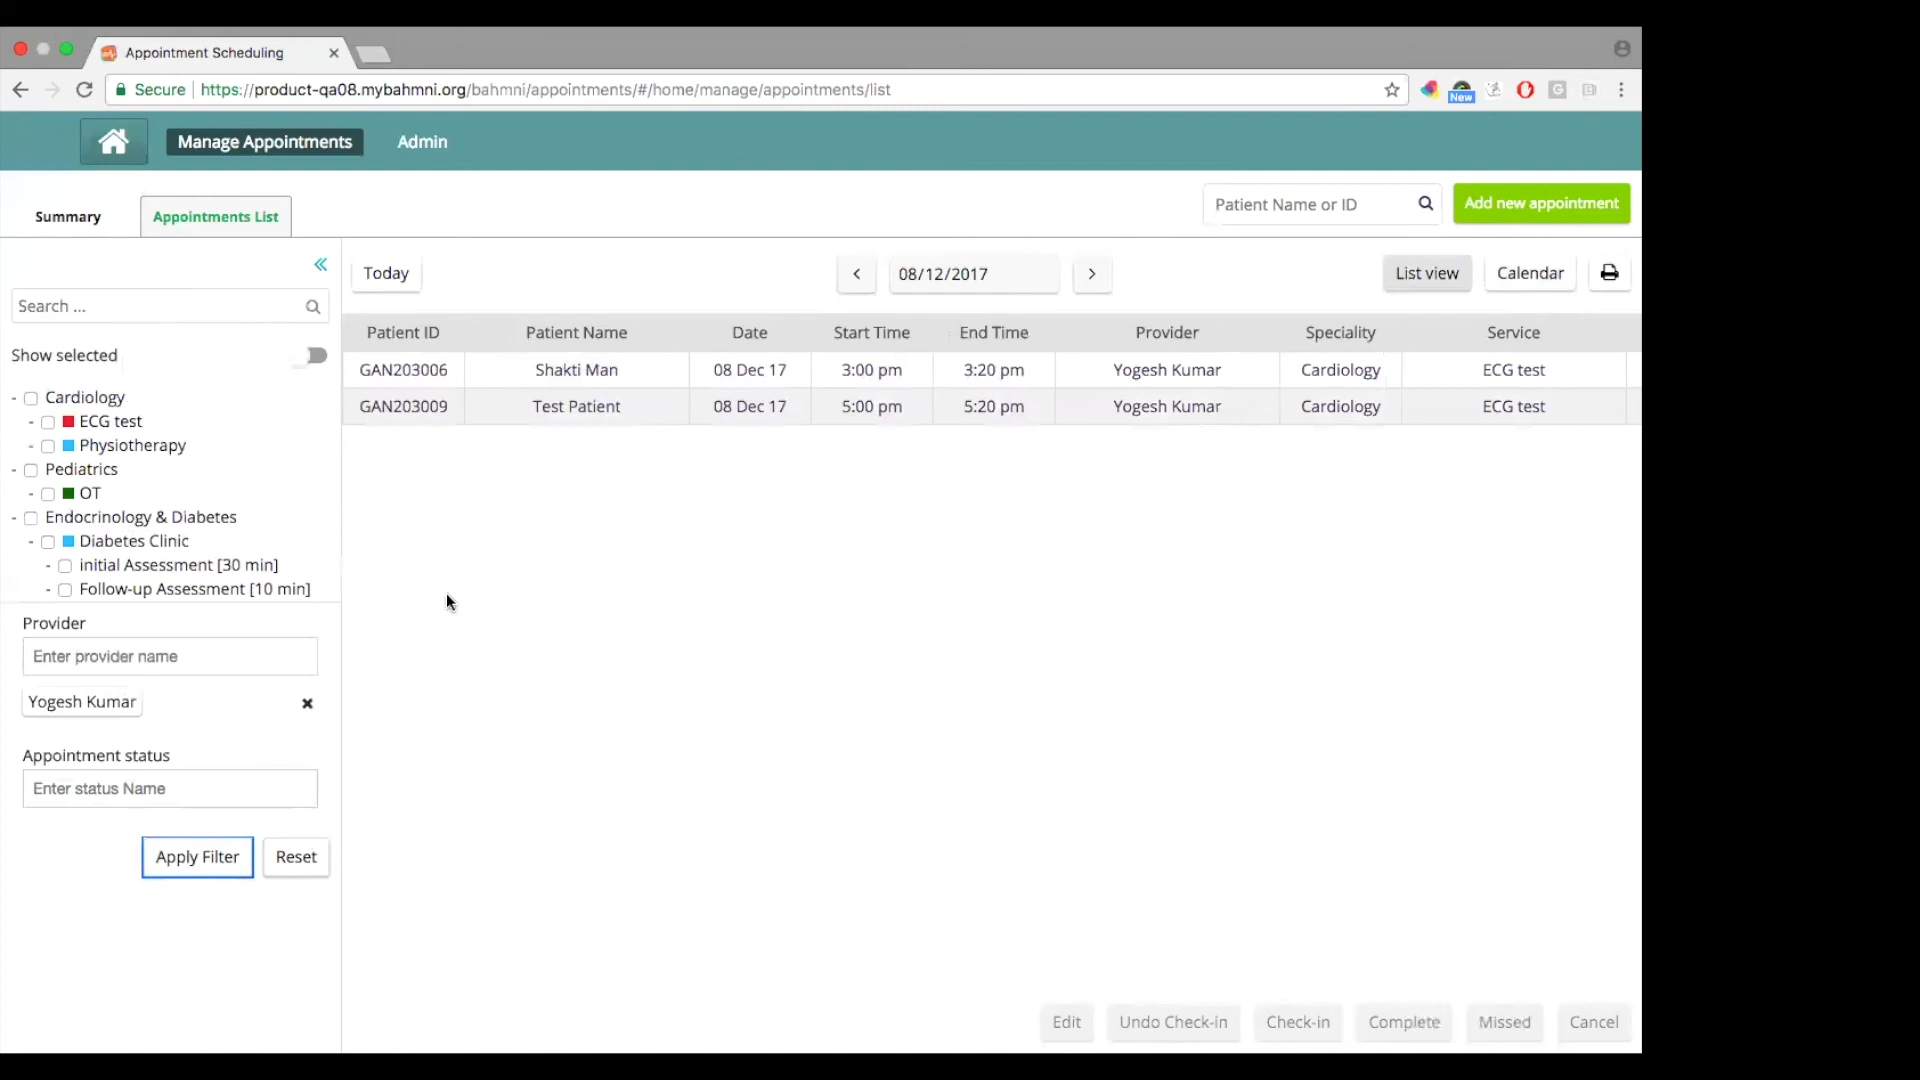 Appointment Scheduling
Secure https://product-qa08.mybahmni.org/bahmni/appointments/#/home/manage/appointments/list
New
Manage Appointments Admin
Summary Appointments List Patient Name or ID Add new appointment
Today 08/12/2017 List view Calendar
Search ...
Show selected
Patient ID Patient Name Date Start Time End Time Provider Speciality Service
GAN203006 Shakti Man 08 Dec 17 3:00 pm 3:20 pm Yogesh Kumar Cardiology ECG test
GAN203009 Test Patient 08 Dec 17 5:00 pm 5:20 pm Yogesh Kumar Cardiology ECG test
- Cardiology
- ECG test
- Physiotherapy
- Pediatrics
- OT
- Endocrinology & Diabetes
- Diabetes Clinic
- initial Assessment [30 min]
- Follow-up Assessment [10 min]
Provider
Enter provider name
Yogesh Kumar
Appointment status
Enter status Name
Apply Filter Reset
Edit Undo Check-in Check-in Complete Missed Cancel